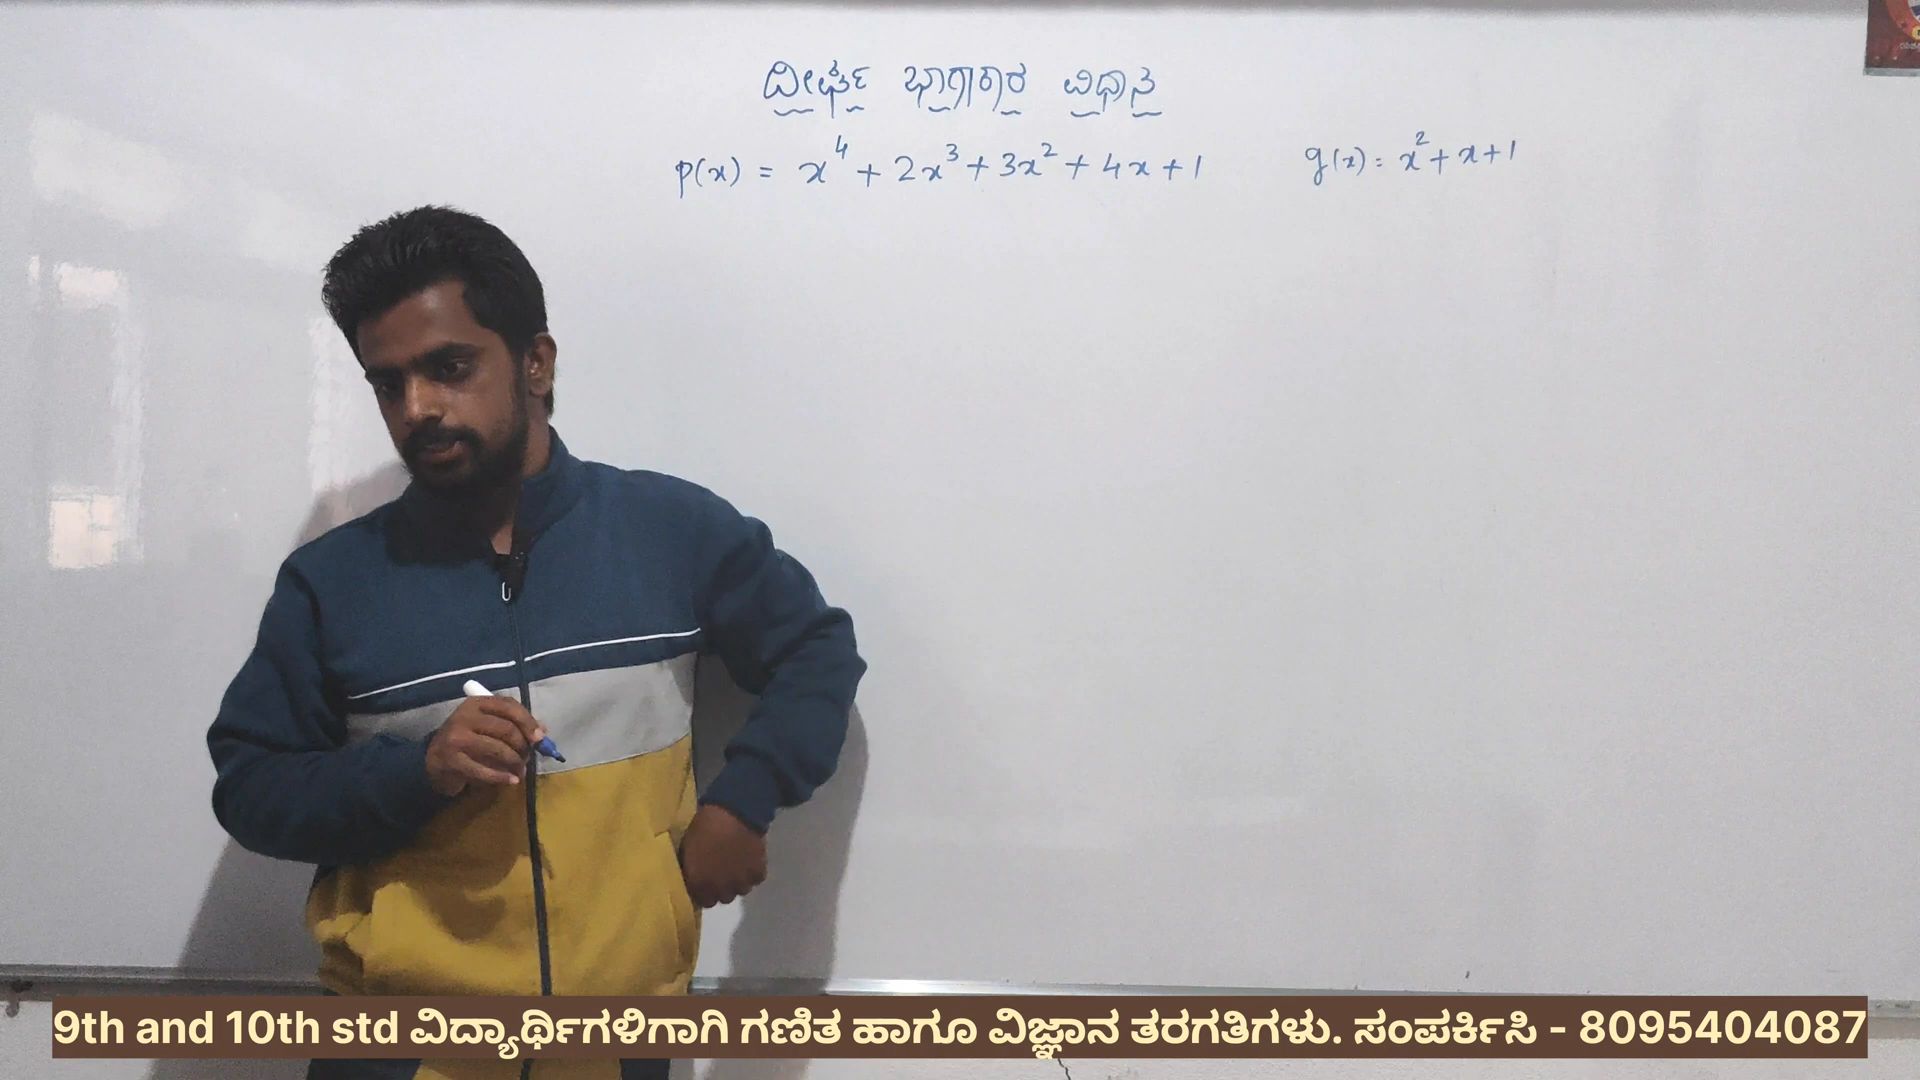 ದೀರ್ಘ ಭಾಗಾಕಾರ ವಿಧಾನ
p(x) = x⁴ + 2x³ + 3x² + 4x + 1 g(x) = x² + x + 1
9th and 10th std ವಿದ್ಯಾರ್ಥಿಗಳಿಗಾಗಿ ಗಣಿತ ಹಾಗೂ ವಿಜ್ಞಾನ ತರಗತಿಗಳು. ಸಂಪರ್ಕಿಸಿ - 8095404087